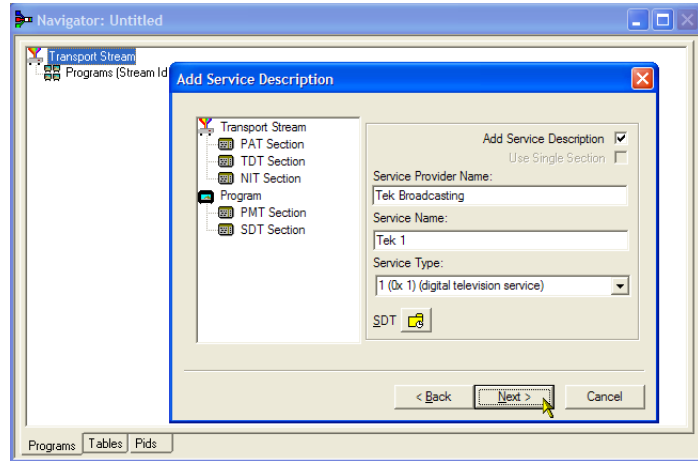 Navigator: Untitled
Transport Stream
Programs (Stream Id
Add Service Description
Transport Stream
PAT Section
TDT Section
NIT Section
Program
PMT Section
SDT Section
Add Service Description
Use Single Section
Service Provider Name:
Tek Broadcasting
Service Name:
Tek 1
Service Type:
1 (0x 1) (digital television service)
SDT
< Back
Next >
Cancel
Programs
Tables
Pids